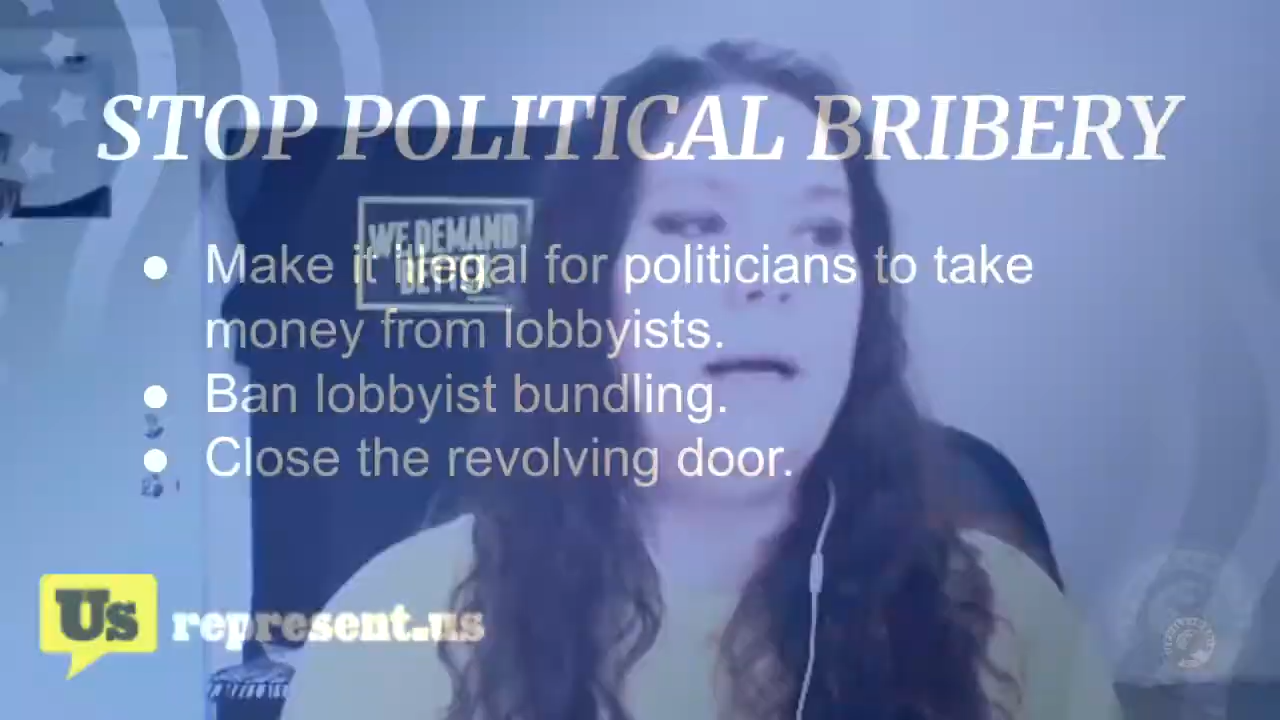 STOP POLITICAL BRIBERY
WE DEMAND
BETTER
● Make it illegal for politicians to take
money from lobbyists.
● Ban lobbyist bundling.
● Close the revolving door.
Us represent.us